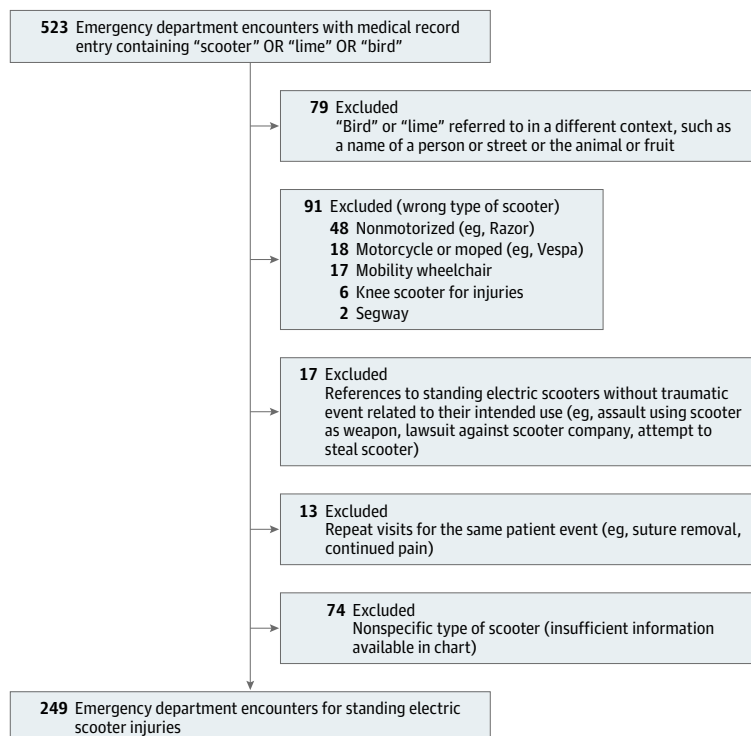 523 Emergency department encounters with medical record
entry containing “scooter” OR “lime” OR “bird”
79 Excluded
“Bird” or “lime” referred to in a different context, such as
a name of a person or street or the animal or fruit
91 Excluded (wrong type of scooter)
48 Nonmotorized (eg, Razor)
18 Motorcycle or moped (eg, Vespa)
17 Mobility wheelchair
6 Knee scooter for injuries
2 Segway
17 Excluded
References to standing electric scooters without traumatic
event related to their intended use (eg, assault using scooter
as weapon, lawsuit against scooter company, attempt to
steal scooter)
13 Excluded
Repeat visits for the same patient event (eg, suture removal,
continued pain)
74 Excluded
Nonspecific type of scooter (insufficient information
available in chart)
249 Emergency department encounters for standing electric
scooter injuries